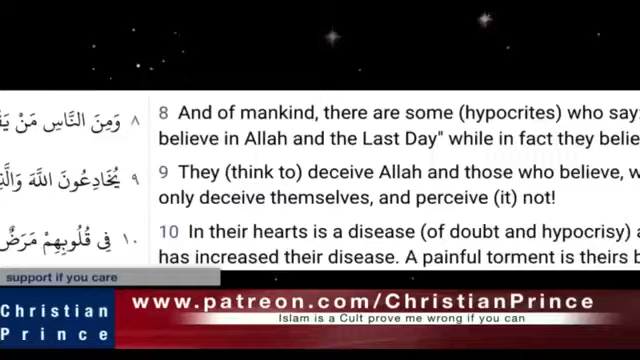 ٨ وَمِنَ النَّاسِ مَنْ
8 And of mankind, there are some (hypocrites) who say:
believe in Allah and the Last Day" while in fact they belie
٩ يُخَادِعُونَ اللَّهَ
9 They (think to) deceive Allah and those who believe, w
only deceive themselves, and perceive (it) not!
١٠ فِي قُلُوبِهِمْ مَرَضٌ
10 In their hearts is a disease (of doubt and hypocrisy) a
has increased their disease. A painful torment is theirs b
support if you care
Christian
Prince
www.patreon.com/ChristianPrince
Islam is a Cult prove me wrong if you can